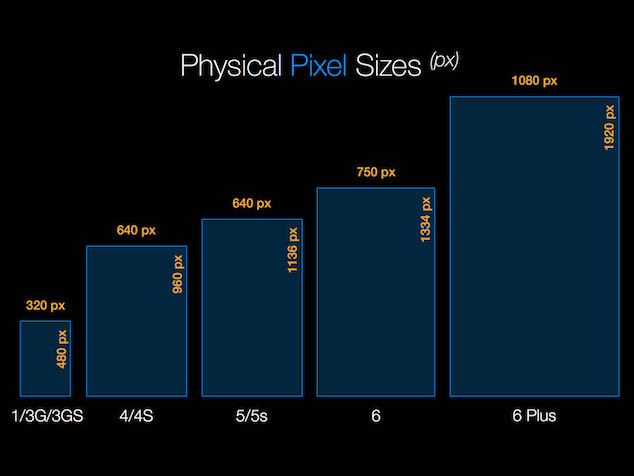 Physical Pixel Sizes (px)
320 px
480 px
1/3G/3GS
640 px
960 px
4/4S
640 px
1136 px
5/5s
750 px
1334 px
6
1080 px
1920 px
6 Plus